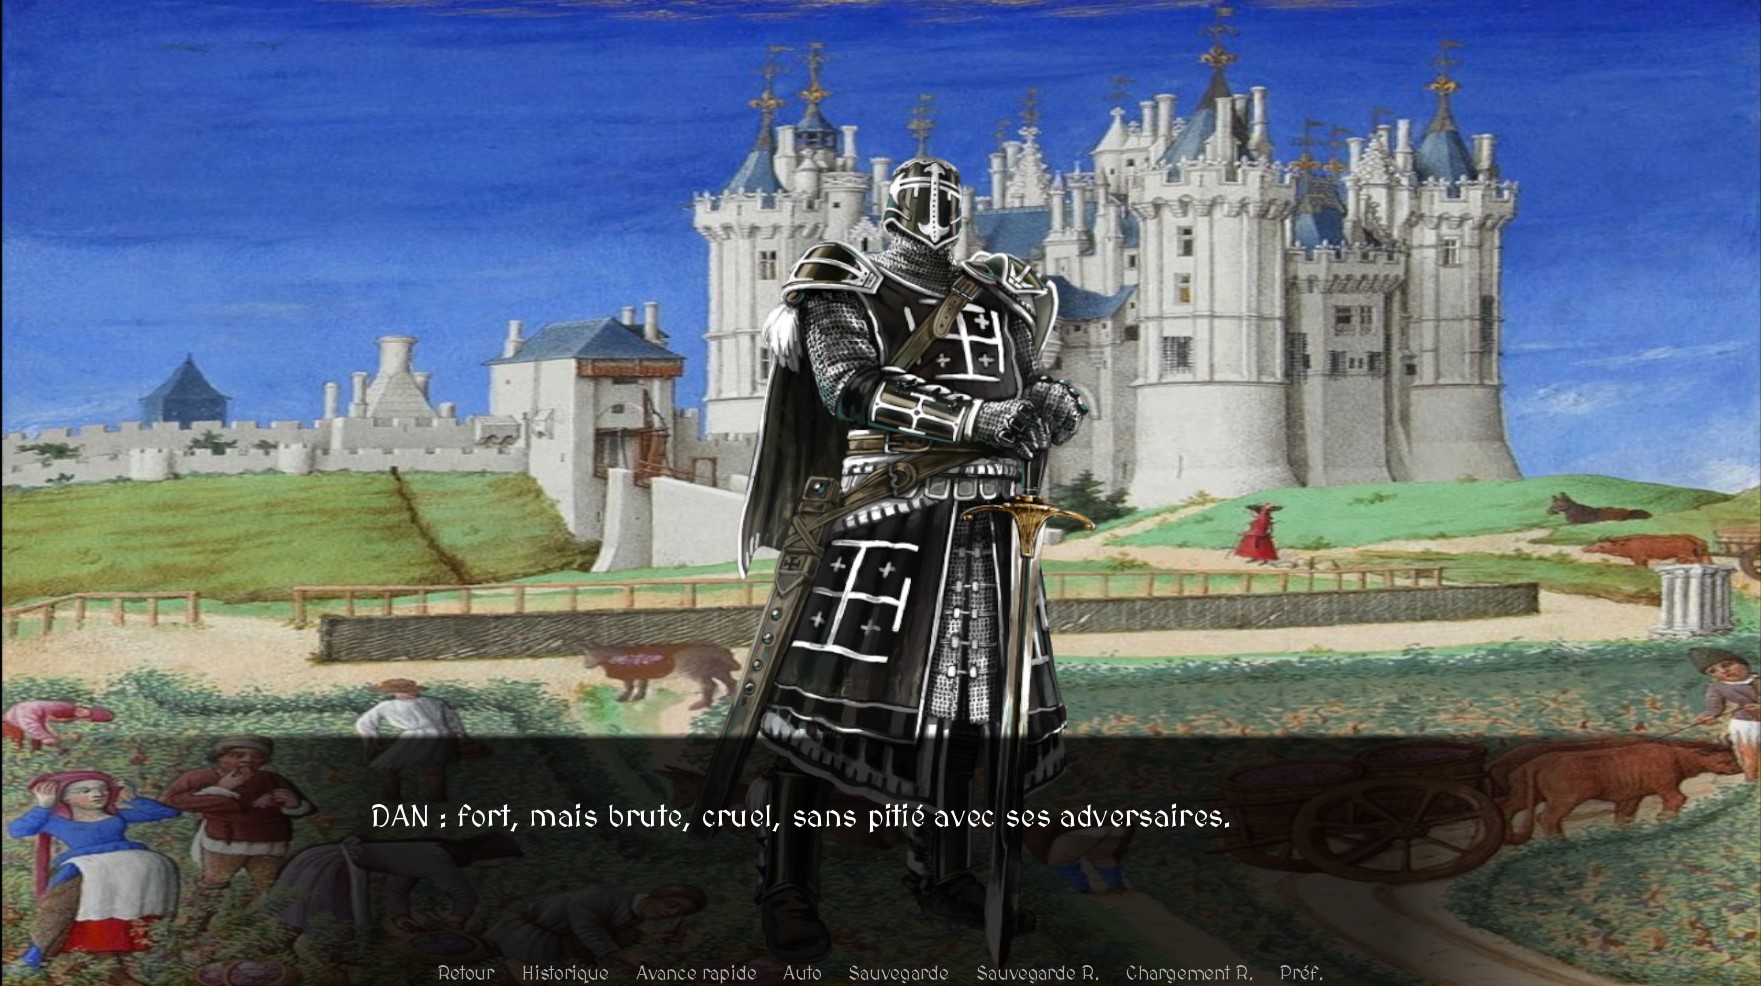 DAN : fort, mais brute, cruel, sans pitié avec ses adversaires.
Retour Historique Avance rapide Auto Sauvegarde Sauvegarde R. Chargement R. Préf.